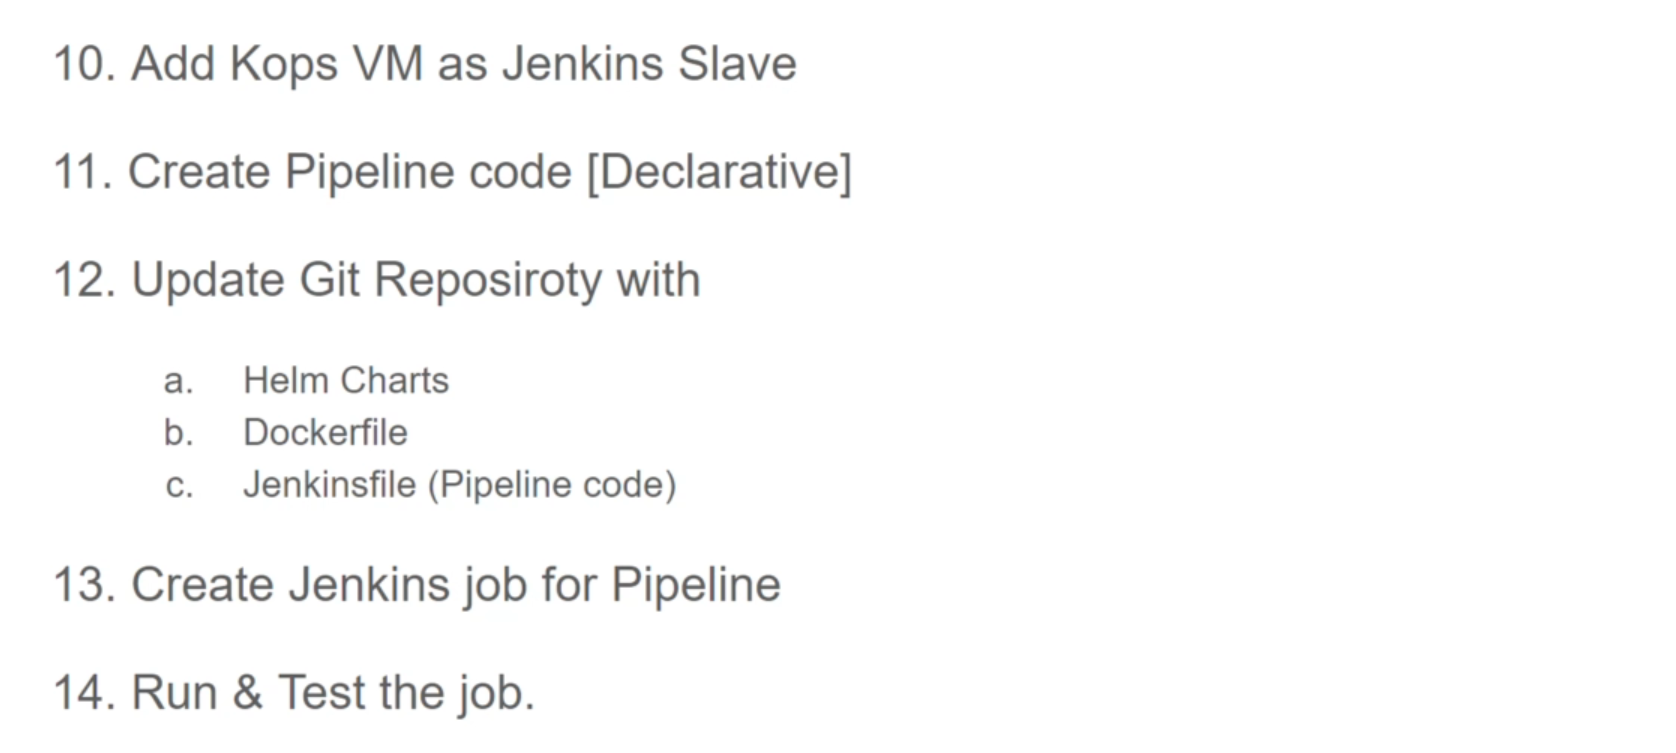 10. Add Kops VM as Jenkins Slave
11. Create Pipeline code [Declarative]
12. Update Git Reposiroty with
a. Helm Charts
b. Dockerfile
c. Jenkinsfile (Pipeline code)
13. Create Jenkins job for Pipeline
14. Run & Test the job.